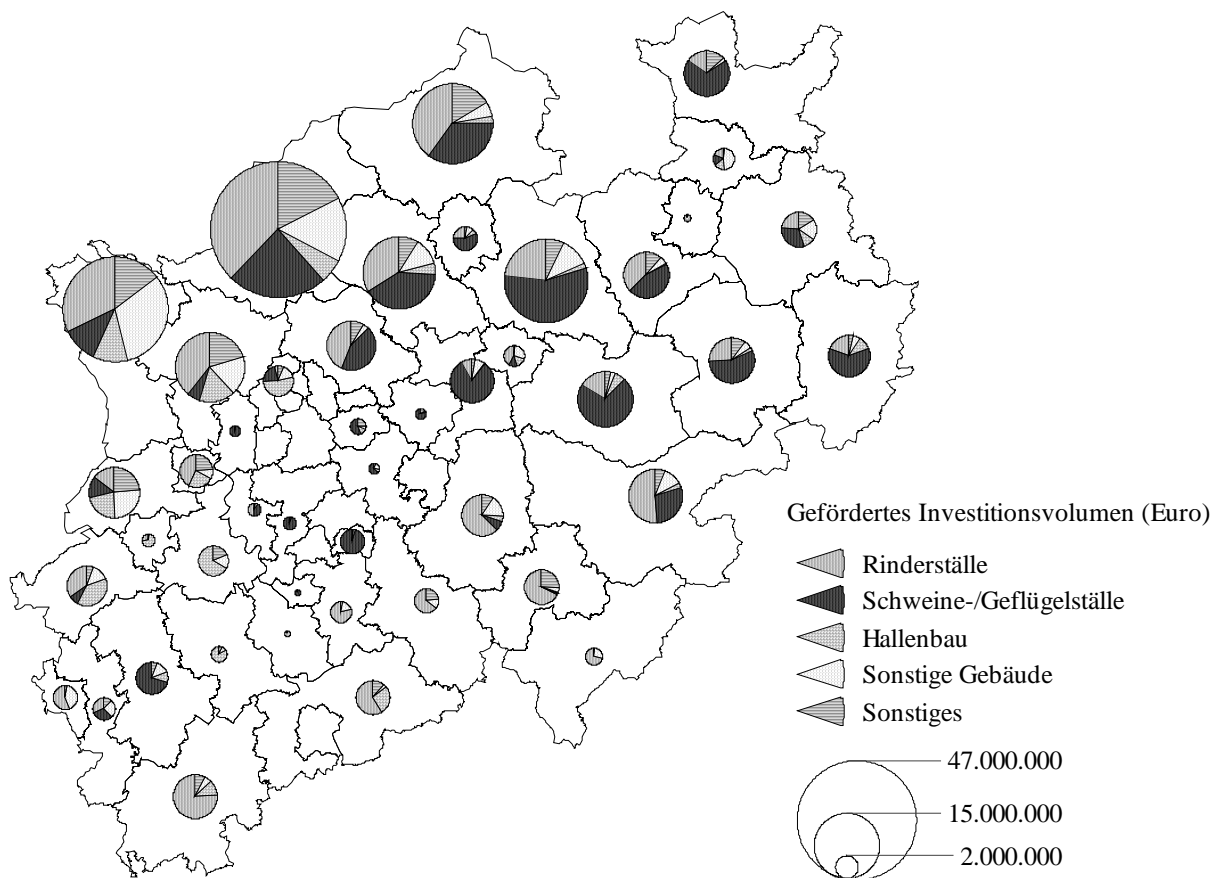 Gefördertes Investitionsvolumen (Euro)
Rinderställe
Schweine-/Geflügelställe
Hallenbau
Sonstige Gebäude
Sonstiges
47.000.000
15.000.000
2.000.000